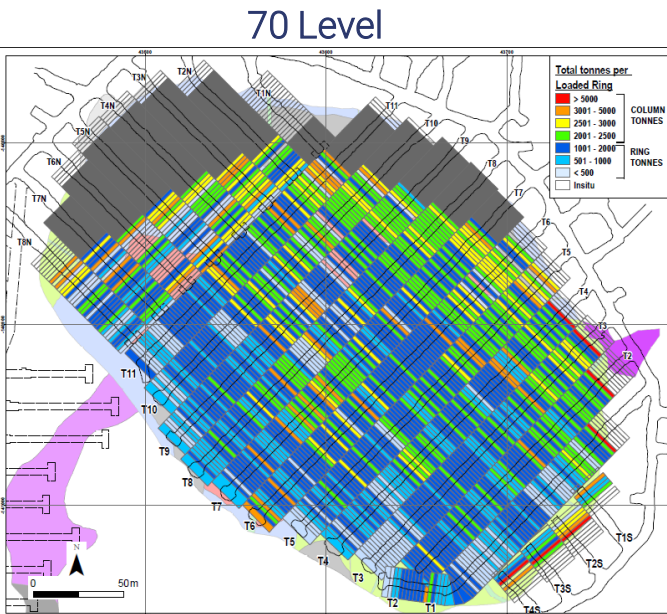 70 Level
Total tonnes per
Loaded Ring
> 5000
3001 - 5000
2501 - 3000
2001 - 2500
1001 - 2000
501 - 1000
< 500
Insitu
COLUMN
TONNES
RING
TONNES
T2N
T3N
T1N
T4N
T11
T5N
T10
T9
T6N
T8
T7N
T7
T6
T8N
T5
T4
T3
T2
T11
T10
T9
T8
T7
T6
T5
T4
T3
T2
T1
T1S
T2S
T3S
T4S
N
0
50m